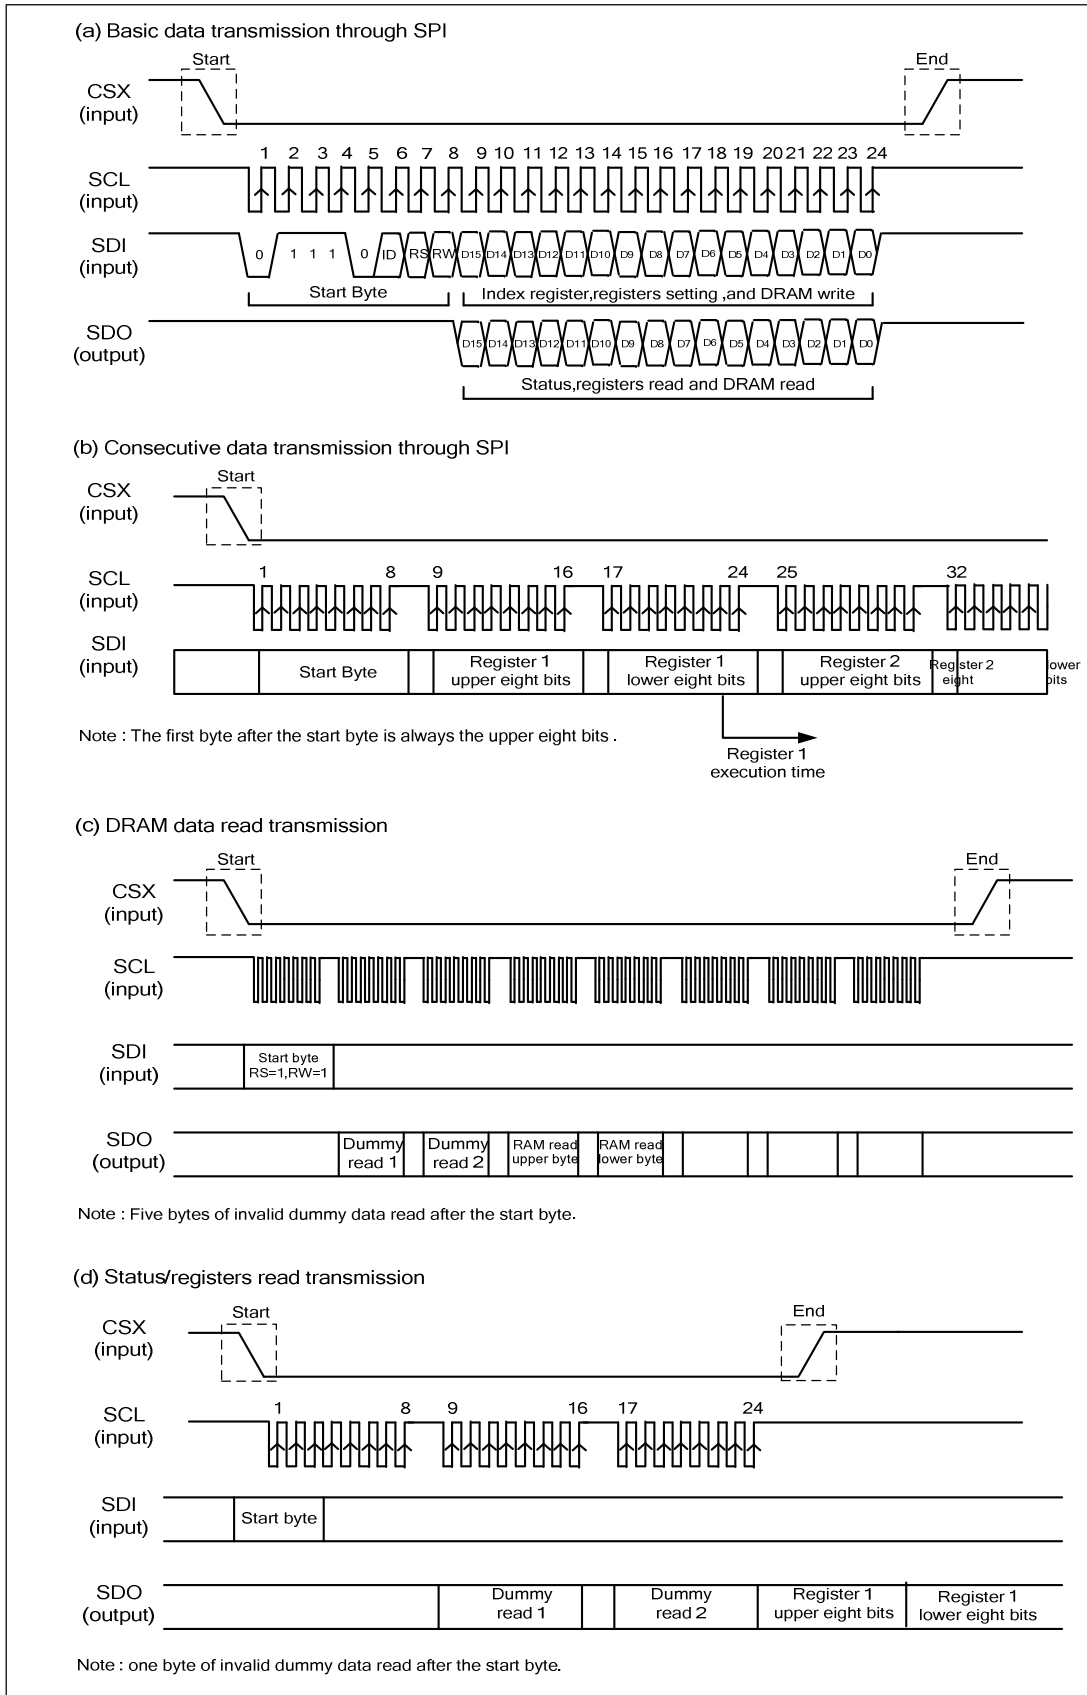 (a) Basic data transmission through SPI
Start
End
CSX
(input)
1 2 3 4 5 6 7 8 9 10 11 12 13 14 15 16 17 18 19 20 21 22 23 24
SCL
(input)
SDI
(input)
0 1 1 1 0 ID RS RW D15 D14 D13 D12 D11 D10 D9 D8 D7 D6 D5 D4 D3 D2 D1 D0
Start Byte
Index register,registers setting ,and DRAM write
SDO
(output)
D15 D14 D13 D12 D11 D10 D9 D8 D7 D6 D5 D4 D3 D2 D1 D0
Status,registers read and DRAM read
(b) Consecutive data transmission through SPI
Start
CSX
(input)
1 8 9 16 17 24 25 32
SCL
(input)
SDI
(input)
Start Byte
Register 1
upper eight bits
Register 1
lower eight bits
Register 2
upper eight bits
Register 2
eight
lower
bits
Note : The first byte after the start byte is always the upper eight bits .
Register 1
execution time
(c) DRAM data read transmission
Start
End
CSX
(input)
SCL
(input)
SDI
(input)
Start byte
RS=1,RW=1
SDO
(output)
Dummy
read 1
Dummy
read 2
RAM read
upper byte
RAM read
lower byte
Note : Five bytes of invalid dummy data read after the start byte.
(d) Status/registers read transmission
Start
End
CSX
(input)
1 8 9 16 17 24
SCL
(input)
SDI
(input)
Start byte
SDO
(output)
Dummy
read 1
Dummy
read 2
Register 1
upper eight bits
Register 1
lower eight bits
Note : one byte of invalid dummy data read after the start byte.